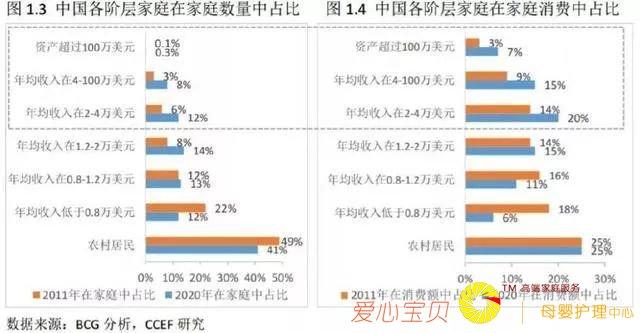 图 1.3 中国各阶层家庭在家庭数量中占比
资产超过100万美元
0.1%
0.3%
年均收入在4-100万美元
3%
8%
年均收入在2-4万美元
6%
12%
年均收入在1.2-2万美元
8%
14%
年均收入在0.8-1.2万美元
12%
13%
年均收入低于0.8万美元
22%
12%
农村居民
49%
41%
0% 10% 20% 30% 40% 50%
2011年在家庭中占比 2020年在家庭中占比
图 1.4 中国各阶层家庭在家庭消费中占比
资产超过100万美元
3%
7%
年均收入在4-100万美元
9%
15%
年均收入在2-4万美元
14%
20%
年均收入在1.2-2万美元
14%
15%
年均收入在0.8-1.2万美元
16%
11%
年均收入低于0.8万美元
18%
6%
农村居民
25%
25%
0% 10% 20% 30%
2011年在消费额中占比 2020年在消费额中占比
数据来源：BCG 分析，CCEF 研究
爱心宝贝
TM 高端家庭服务
母婴护理中心